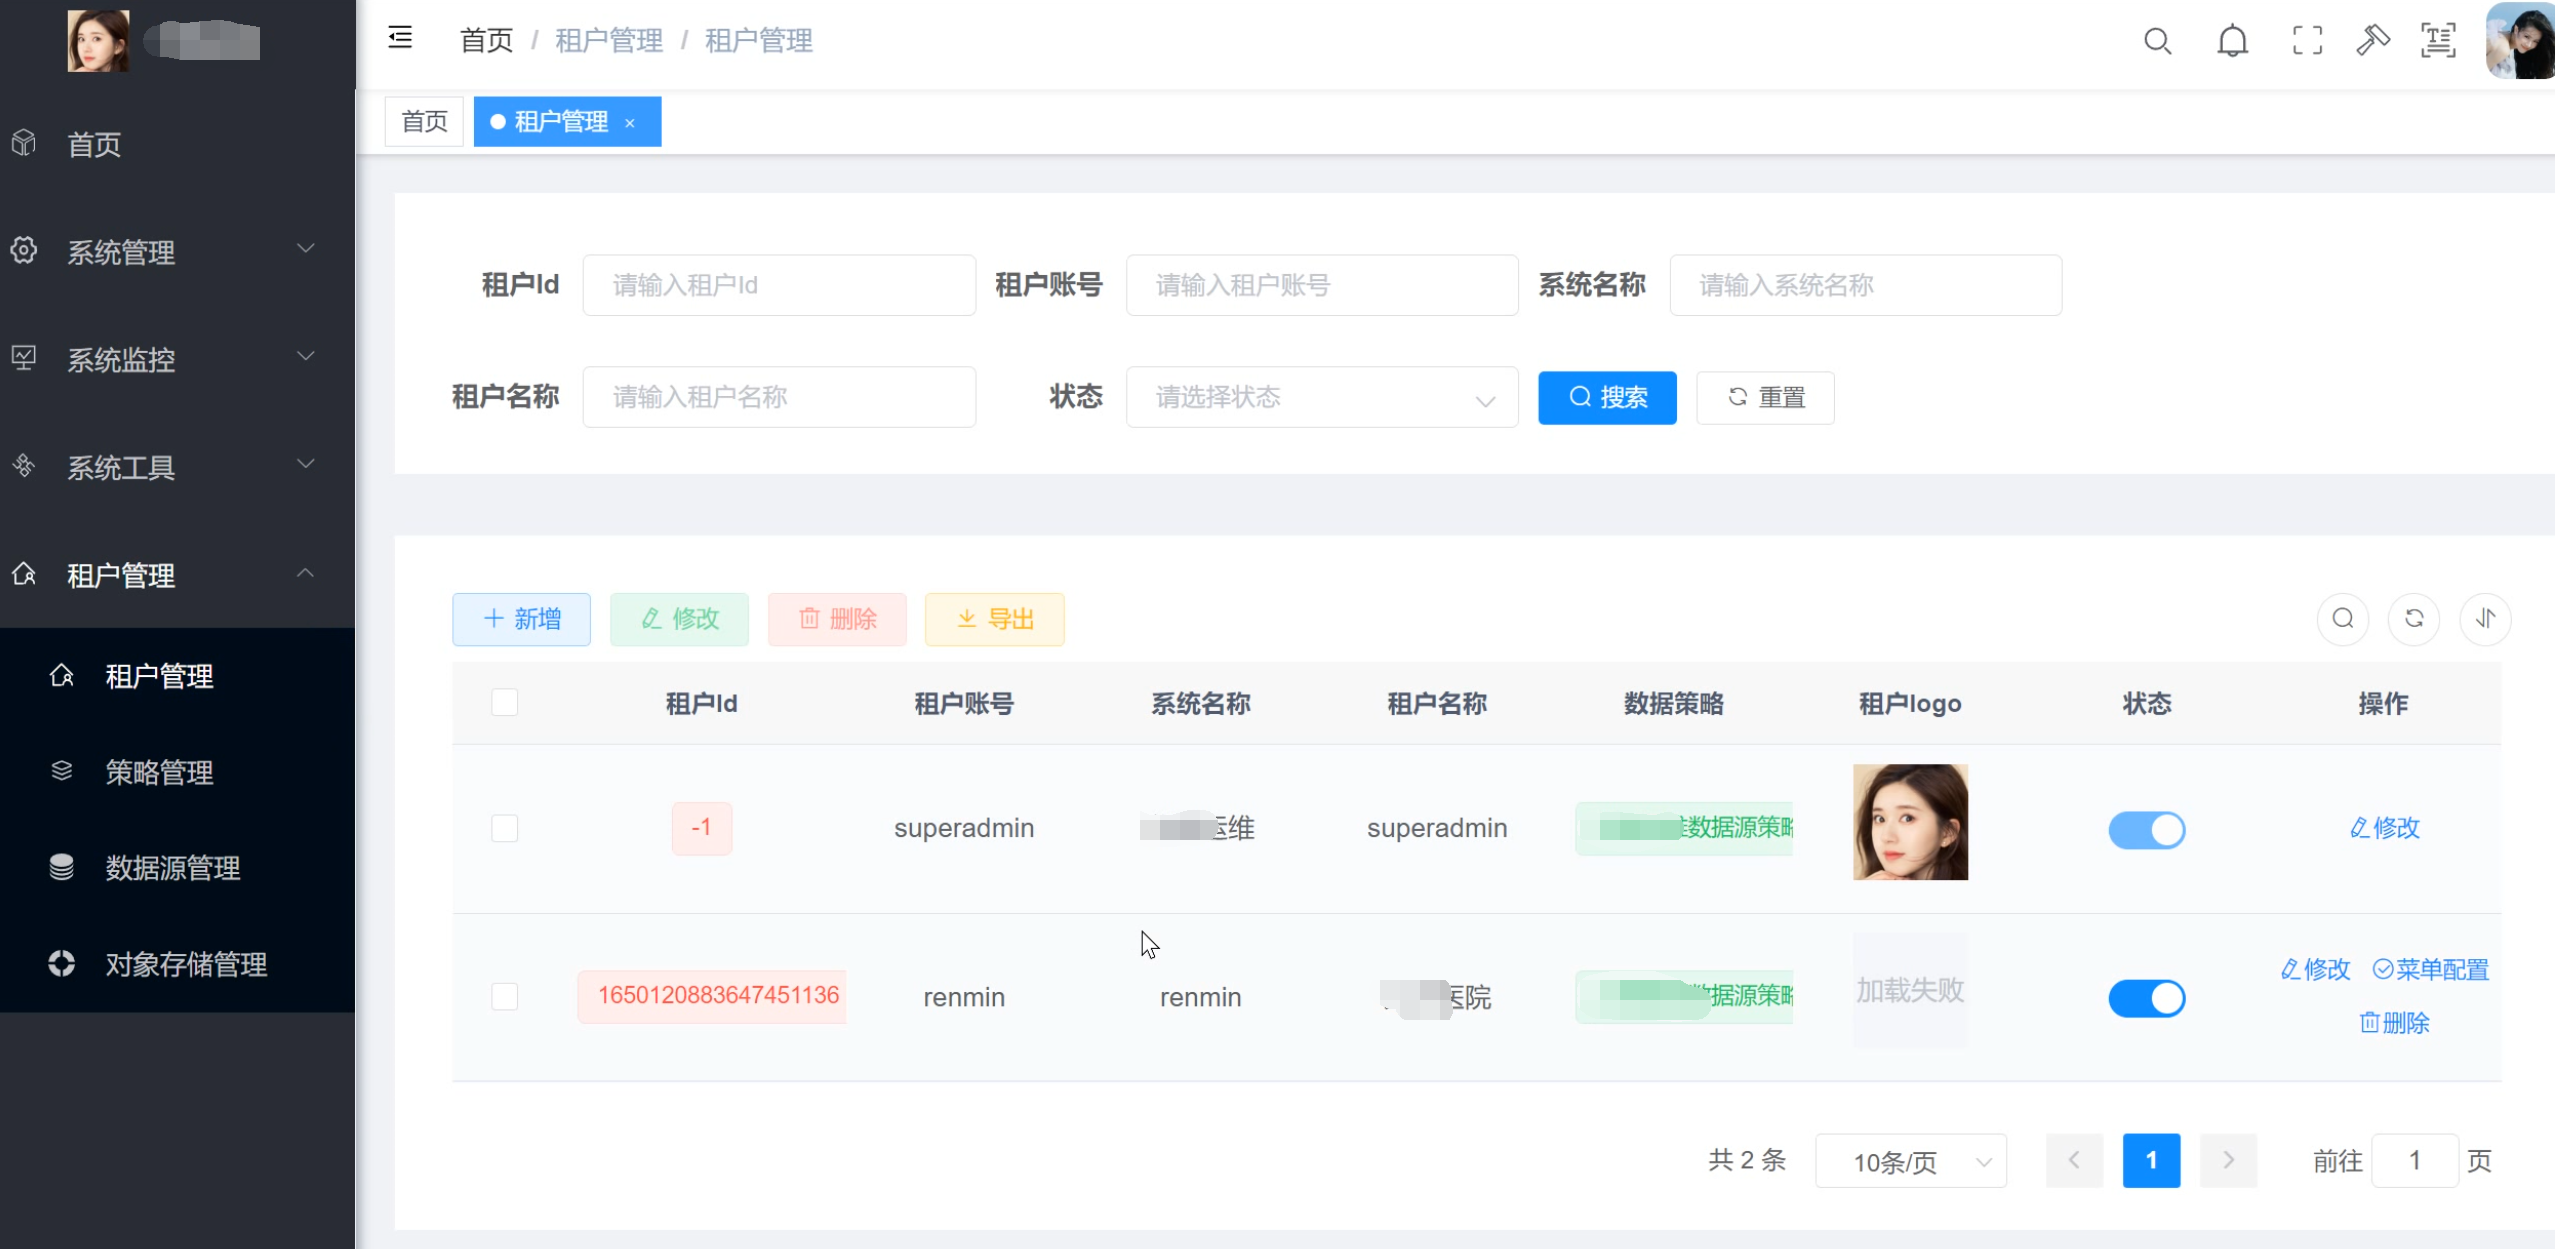 首页 / 租户管理 / 租户管理
首页
租户管理 ×
首页
系统管理
系统监控
系统工具
租户管理
租户管理
策略管理
数据源管理
对象存储管理
租户Id 请输入租户Id 租户账号 请输入租户账号 系统名称 请输入系统名称
租户名称 请输入租户名称 状态 请选择状态 搜索 重置
新增 修改 删除 导出
租户Id 租户账号 系统名称 租户名称 数据策略 租户logo 状态 操作
-1 superadmin 运维 superadmin 数据源策略 修改
1650120883647451136 renmin renmin 医院 数据源策略 加载失败 修改 菜单配置
删除
共 2 条 10条/页 1 前往 1 页